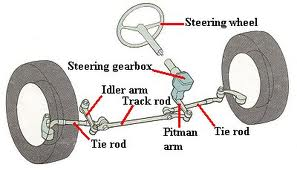 Steering wheel
Steering gearbox
Idler arm
Track rod
Tie rod
Pitman
arm
Tie rod